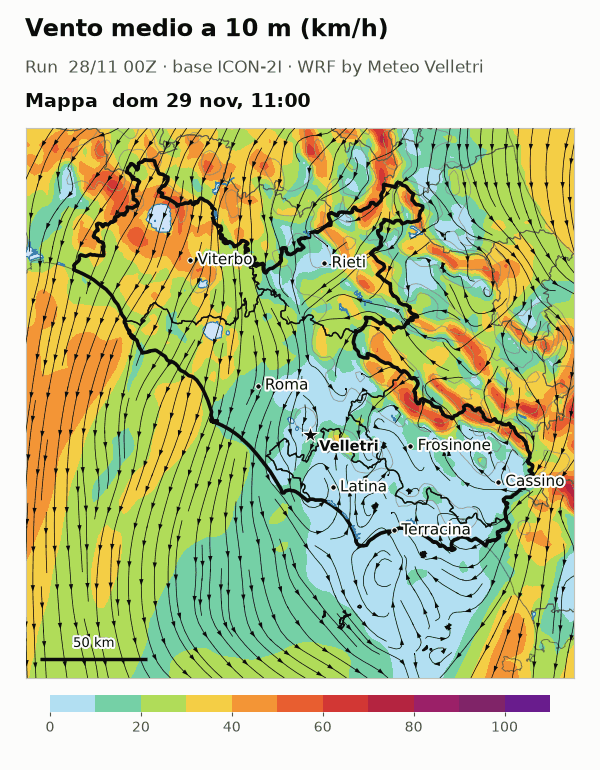 Vento medio a 10 m (km/h)
Run 28/11 00Z · base ICON-2I · WRF by Meteo Velletri
Mappa dom 29 nov, 11:00
Viterbo
Rieti
Roma
Velletri
Frosinone
Latina
Cassino
Terracina
50 km
0 20 40 60 80 100